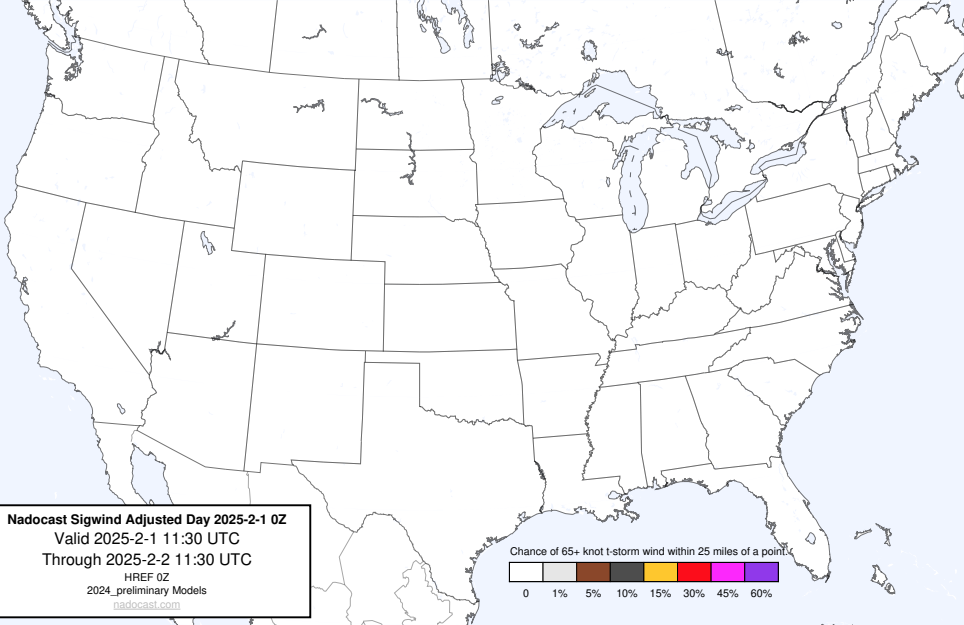 Nadocast Sigwind Adjusted Day 2025-2-1 0Z
Valid 2025-2-1 11:30 UTC
Through 2025-2-2 11:30 UTC
HREF 0Z
2024_preliminary Models
nadocast.com
Chance of 65+ knot t-storm wind within 25 miles of a point.
0 1% 5% 10% 15% 30% 45% 60%